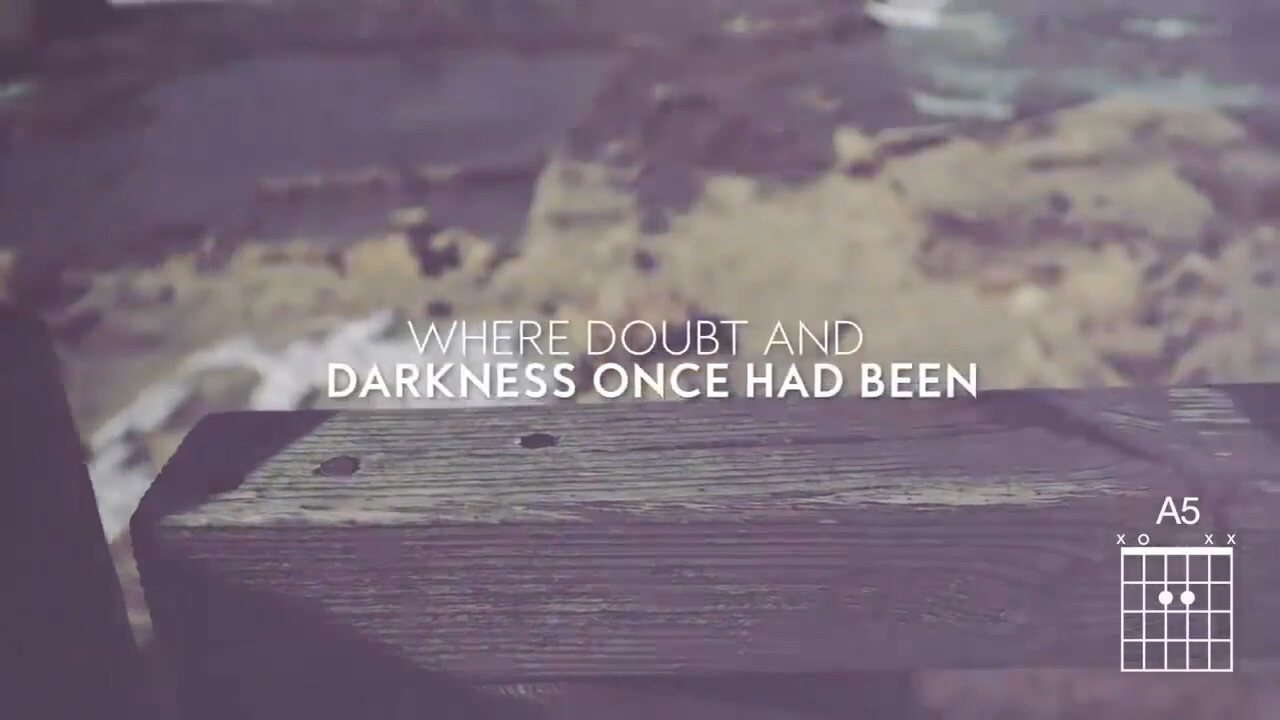 WHERE DOUBT AND
DARKNESS ONCE HAD BEEN
A5
x o x x